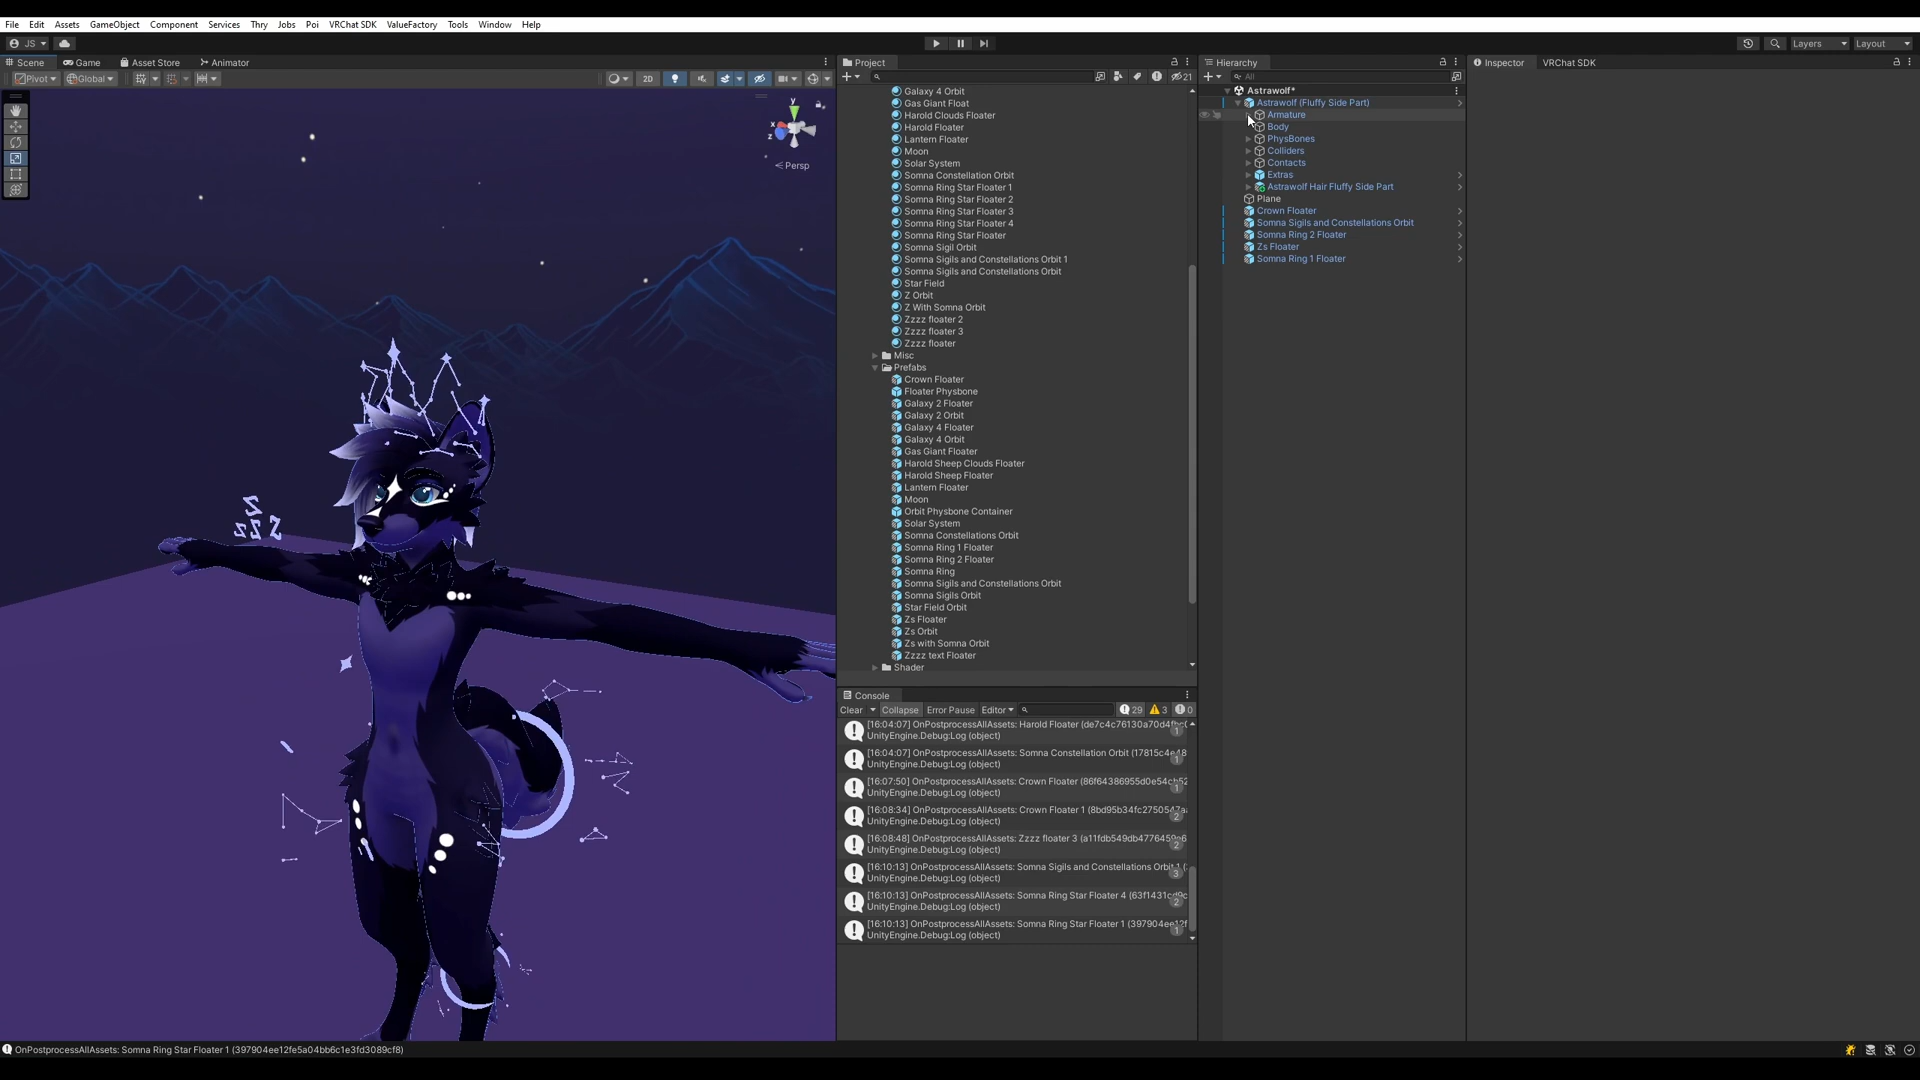 File Edit Assets GameObject Component Services Thry Jobs Poi VRChat SDK ValueFactory Tools Window Help
JS
Layers Layout
Scene Game Asset Store Animator
Pivot Global 2D
y
x
Persp
Project
21
Galaxy 4 Orbit
Gas Giant Float
Harold Clouds Floater
Harold Floater
Lantern Floater
Moon
Solar System
Somna Constellation Orbit
Somna Ring Star Floater 1
Somna Ring Star Floater 2
Somna Ring Star Floater 3
Somna Ring Star Floater 4
Somna Ring Star Floater
Somna Sigil Orbit
Somna Sigils and Constellations Orbit 1
Somna Sigils and Constellations Orbit
Star Field
Z Orbit
Z With Somna Orbit
Zzzz floater 2
Zzzz floater 3
Zzzz floater
Misc
Prefabs
Crown Floater
Floater Physbone
Galaxy 2 Floater
Galaxy 2 Orbit
Galaxy 4 Floater
Galaxy 4 Orbit
Gas Giant Floater
Harold Sheep Clouds Floater
Harold Sheep Floater
Lantern Floater
Moon
Orbit Physbone Container
Solar System
Somna Constellations Orbit
Somna Ring 1 Floater
Somna Ring 2 Floater
Somna Ring
Somna Sigils and Constellations Orbit
Somna Sigils Orbit
Star Field Orbit
Zs Floater
Zs Orbit
Zs with Somna Orbit
Zzzz text Floater
Shader
Console
Clear Collapse Error Pause Editor 29 3 0
[16:04:07] OnPostprocessAllAssets: Harold Floater
UnityEngine.Debug:Log (object) 1
[16:04:07] OnPostprocessAllAssets: Somna Constellation Orbit
UnityEngine.Debug:Log (object) 1
[16:07:50] OnPostprocessAllAssets: Crown Floater
UnityEngine.Debug:Log (object) 1
[16:08:34] OnPostprocessAllAssets: Crown Floater 1
UnityEngine.Debug:Log (object) 2
[16:08:48] OnPostprocessAllAssets: Zzzz floater 3
UnityEngine.Debug:Log (object) 2
[16:10:13] OnPostprocessAllAssets: Somna Sigils and Constellations Orbit
UnityEngine.Debug:Log (object) 3
[16:10:13] OnPostprocessAllAssets: Somna Ring Star Floater 4
UnityEngine.Debug:Log (object) 2
[16:10:13] OnPostprocessAllAssets: Somna Ring Star Floater 1
UnityEngine.Debug:Log (object) 1
Hierarchy
All
Astrawolf*
Astrawolf (Fluffy Side Part)
Armature
Body
PhysBones
Colliders
Contacts
Extras
Astrawolf Hair Fluffy Side Part
Plane
Crown Floater
Somna Sigils and Constellations Orbit
Somna Ring 2 Floater
Zs Floater
Somna Ring 1 Floater
Inspector VRChat SDK
OnPostprocessAllAssets: Somna Ring Star Floater 1 (397904ee12fe5a04bb6c1e3fd3089cf8)